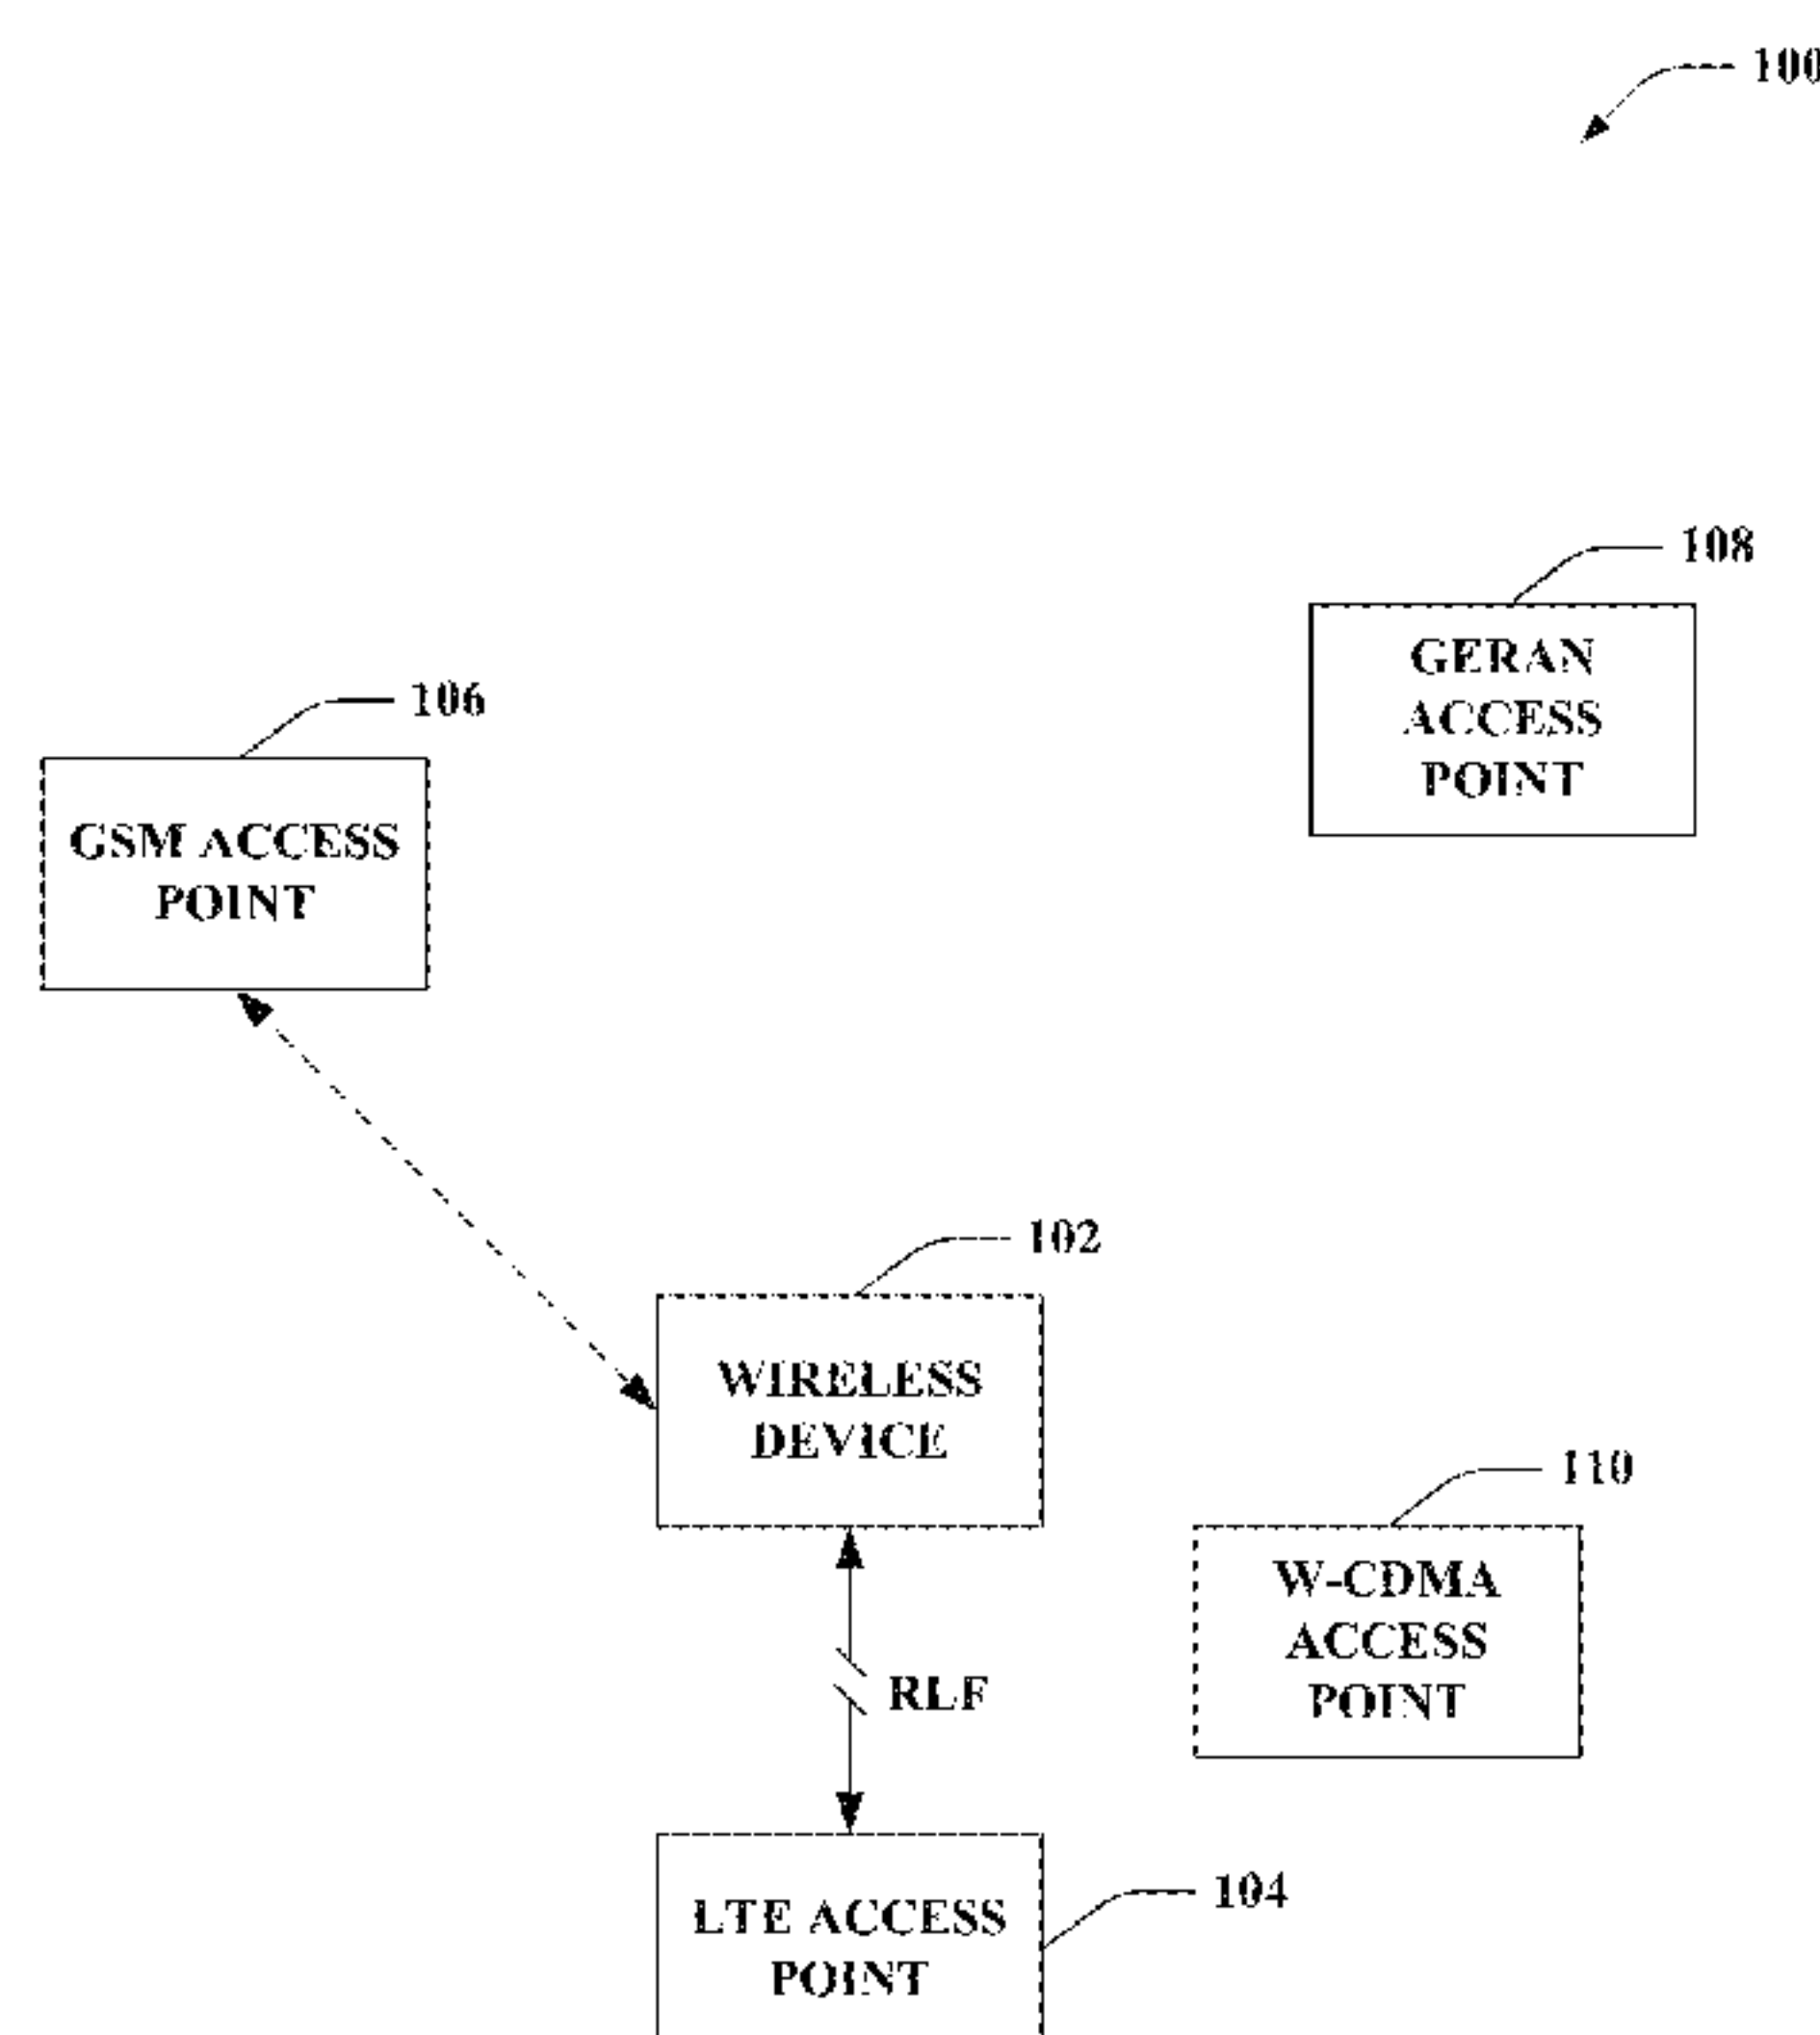 100
108
GERAN
ACCESS
POINT
106
GSM ACCESS
POINT
102
WIRELESS
DEVICE
110
W-CDMA
ACCESS
POINT
RLF
104
LTE ACCESS
POINT